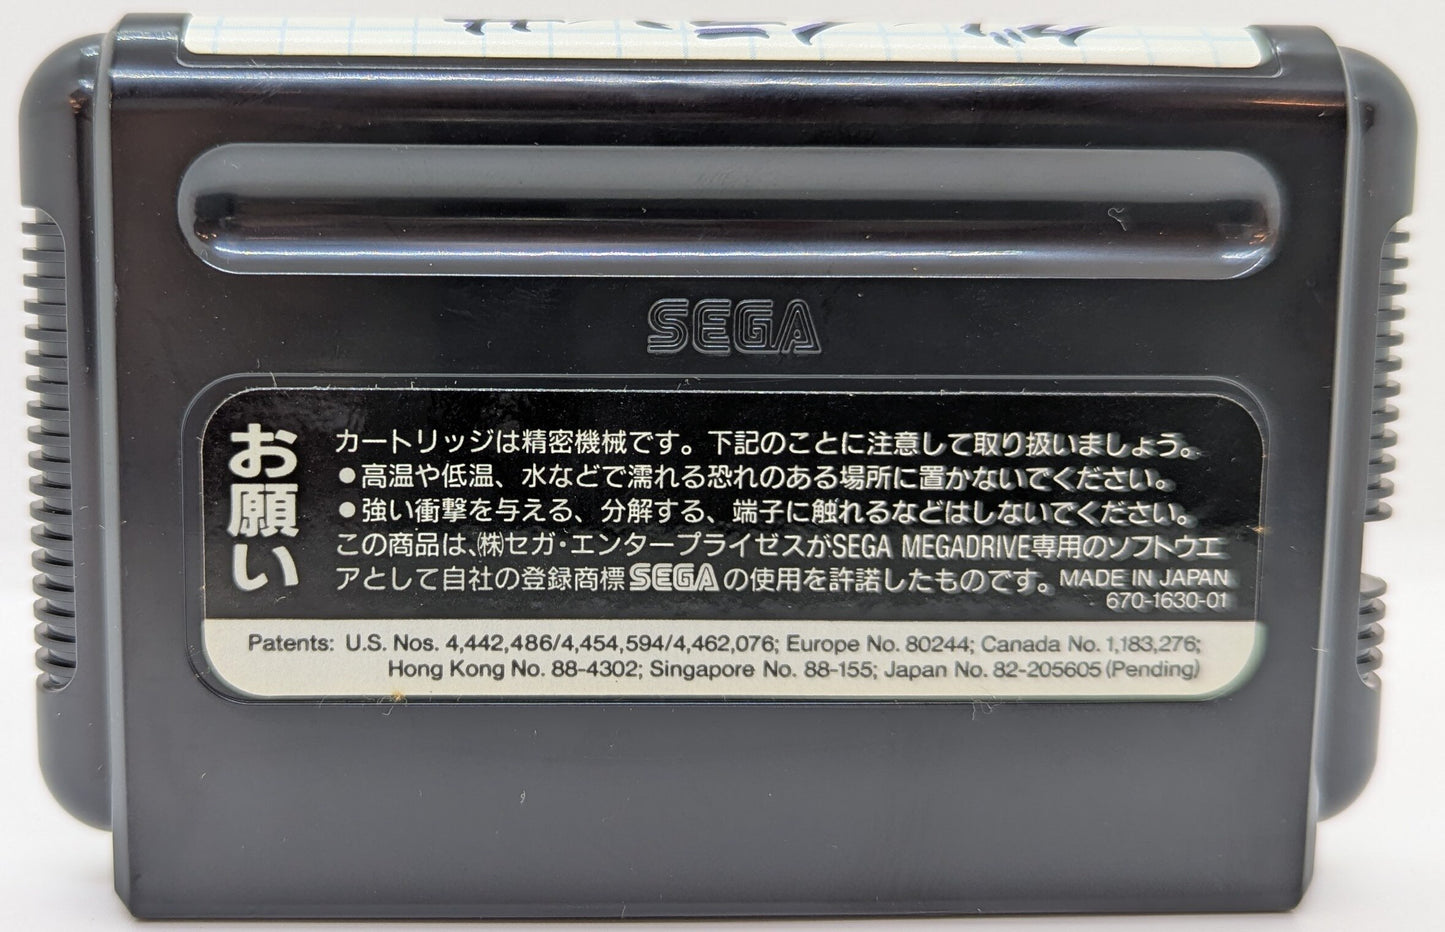 SEGA
お願い
カートリッジは精密機械です。下記のことに注意して取り扱いましょう。
●高温や低温、水などで濡れる恐れのある場所に置かないでください。
●強い衝撃を与える、分解する、端子に触れるなどはしないでください。
この商品は、㈱セガ・エンタープライゼスがSEGA MEGADRIVE専用のソフトウエ
アとして自社の登録商標SEGAの使用を許諾したものです。MADE IN JAPAN
670-1630-01
Patents: U.S. Nos. 4,442,486/4,454,594/4,462,076; Europe No. 80244; Canada No. 1,183,276;
Hong Kong No. 88-4302; Singapore No. 88-155; Japan No. 82-205605 (Pending)